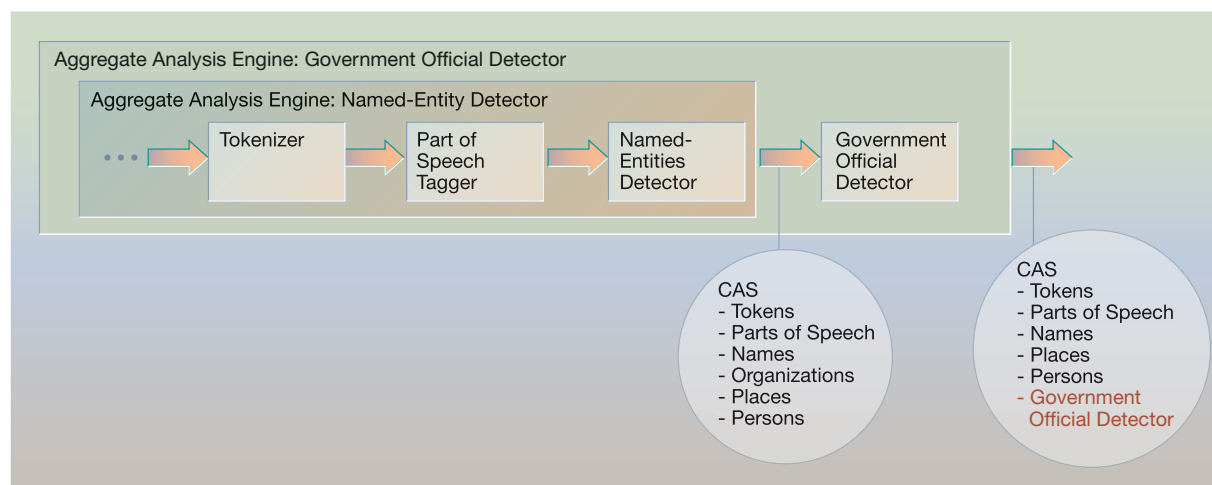 Aggregate Analysis Engine: Government Official Detector
Aggregate Analysis Engine: Named-Entity Detector
Tokenizer
Part of
Speech
Tagger
Named-
Entities
Detector
Government
Official
Detector
CAS
- Tokens
- Parts of Speech
- Names
- Organizations
- Places
- Persons
CAS
- Tokens
- Parts of Speech
- Names
- Places
- Persons
- Government
Official Detector